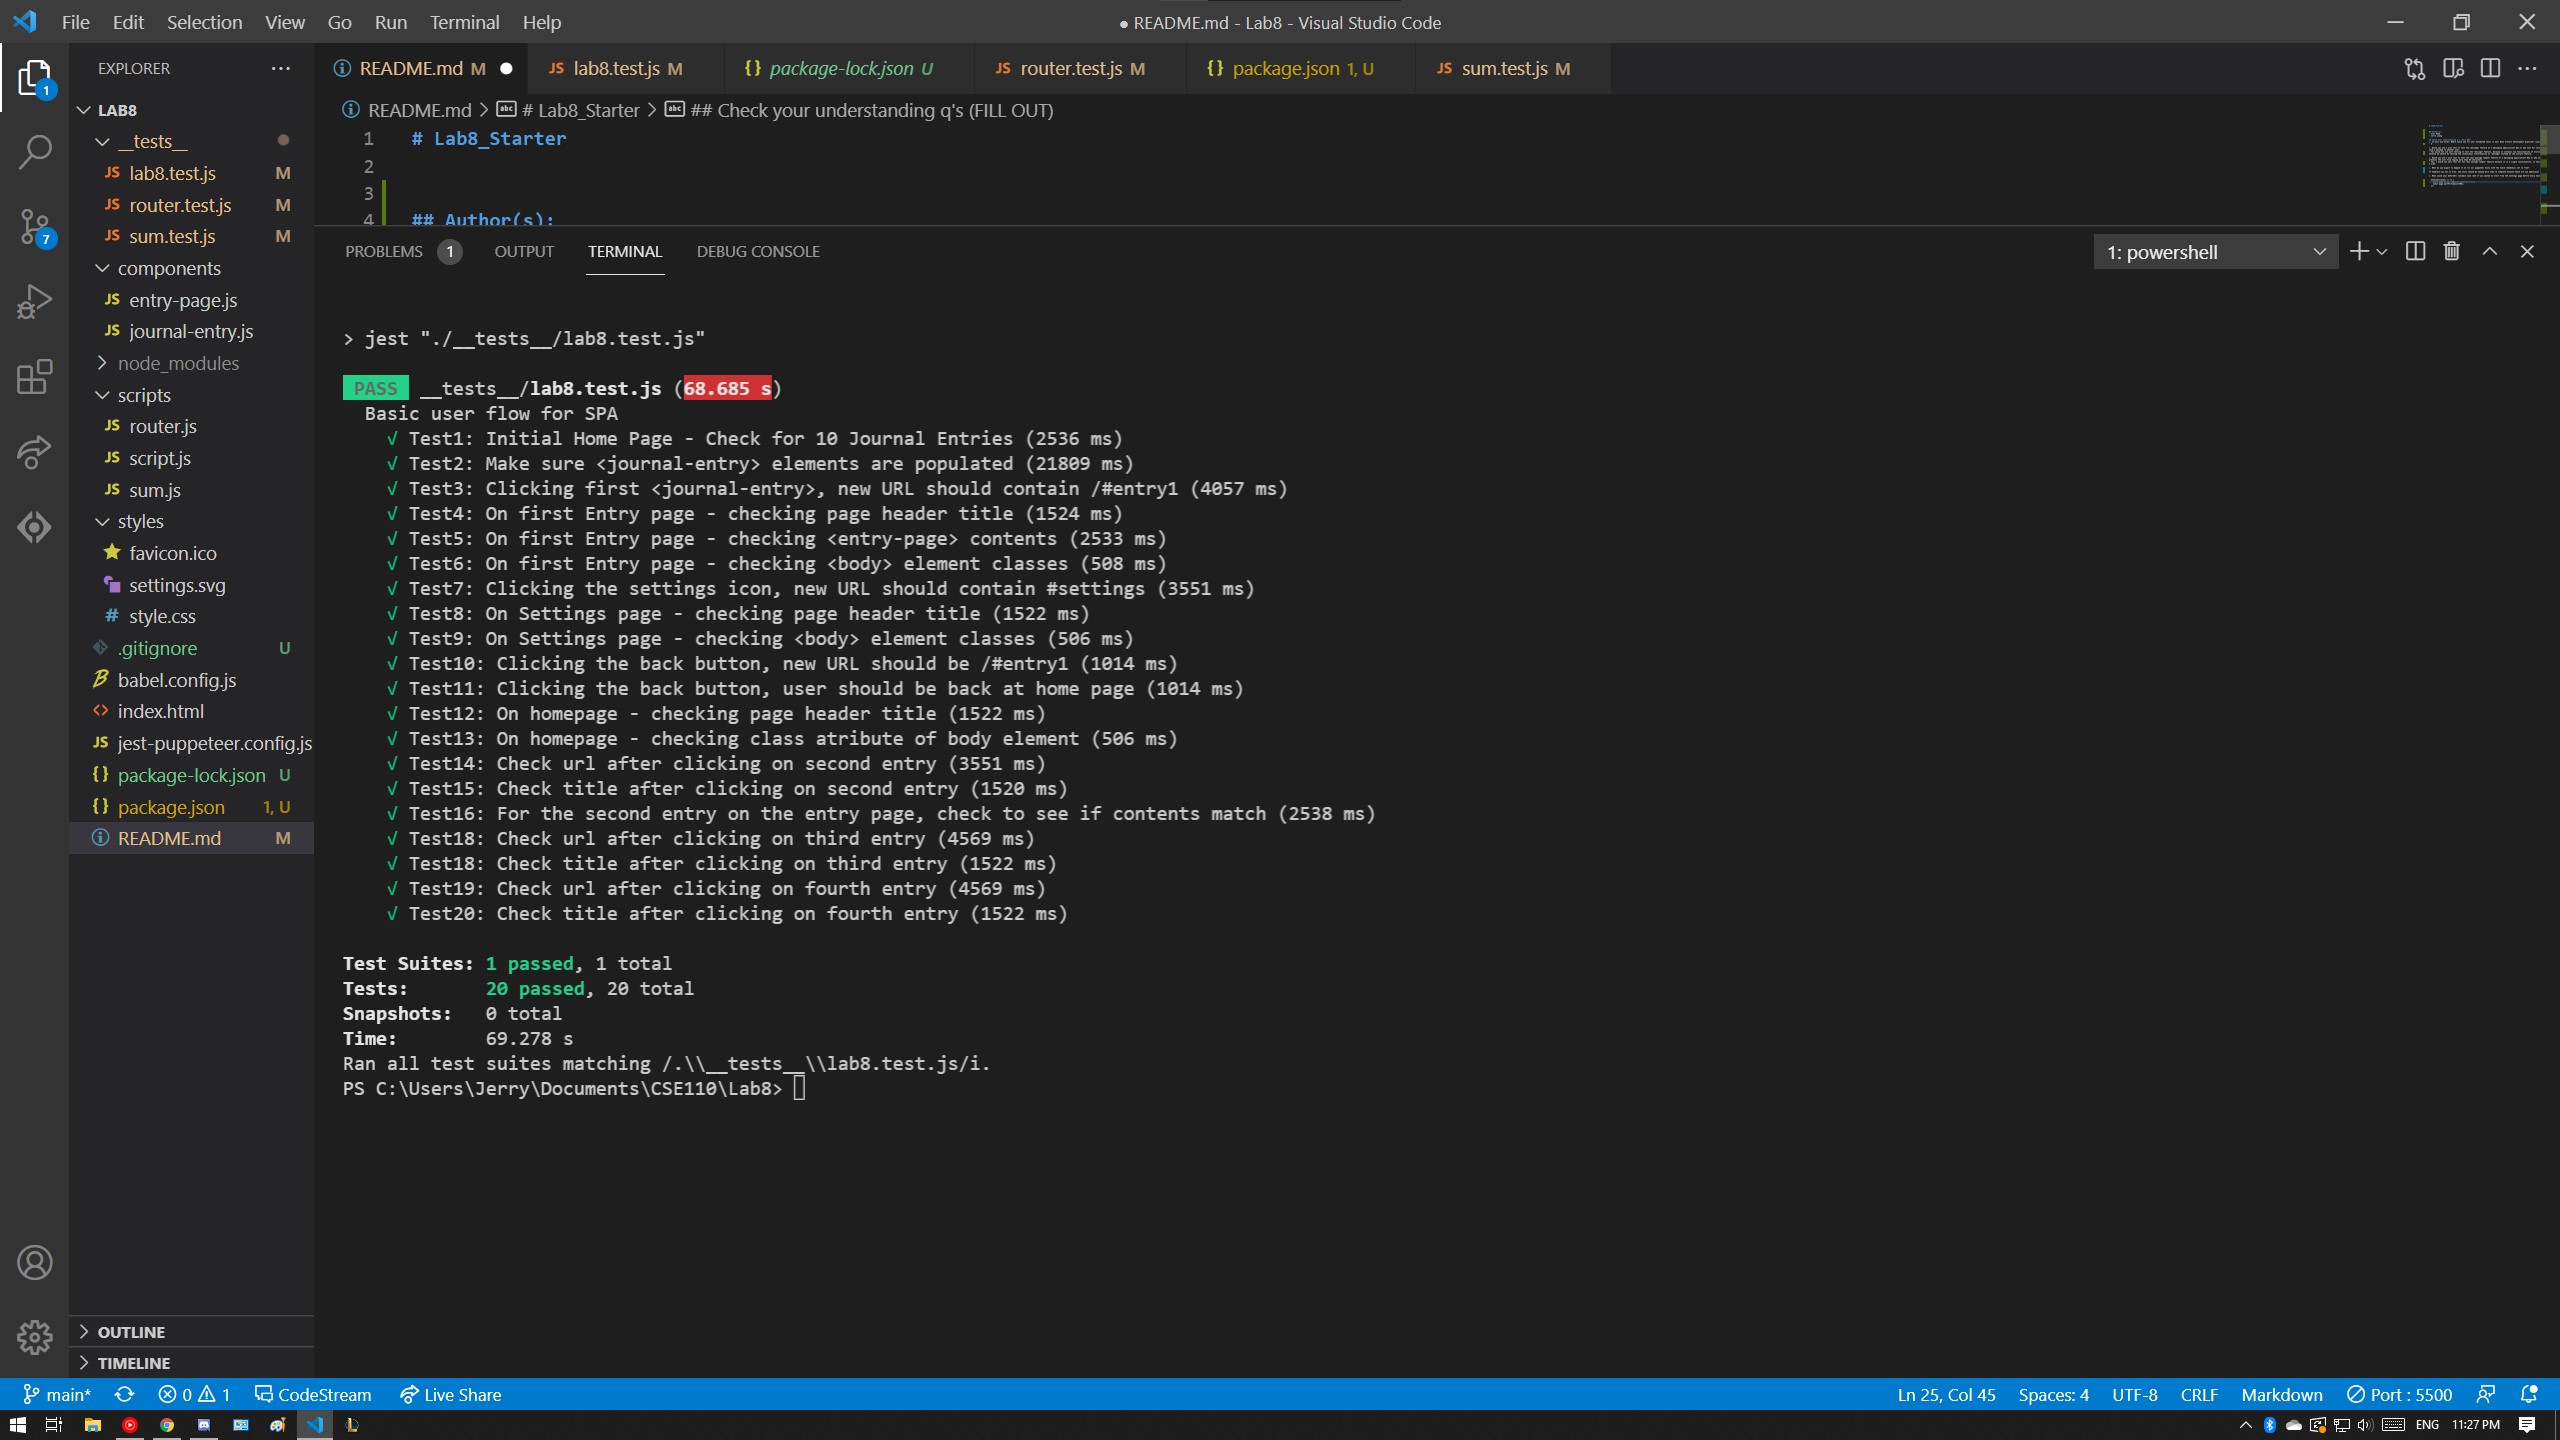 File Edit Selection View Go Run Terminal Help
● README.md - Lab8 - Visual Studio Code
EXPLORER
README.md M
JS lab8.test.js M
{} package-lock.json U
JS router.test.js M
{} package.json 1, U
JS sum.test.js M
README.md > # Lab8_Starter > ## Check your understanding q's (FILL OUT)
1 # Lab8_Starter
2
3
4 ## Author(s):
1
7
LAB8
__tests__
JS lab8.test.js M
JS router.test.js M
JS sum.test.js M
components
JS entry-page.js
JS journal-entry.js
node_modules
scripts
JS router.js
JS script.js
JS sum.js
styles
favicon.ico
settings.svg
# style.css
.gitignore U
babel.config.js
index.html
JS jest-puppeteer.config.js
{} package-lock.json U
{} package.json 1, U
README.md M
OUTLINE
TIMELINE
PROBLEMS 1 OUTPUT TERMINAL DEBUG CONSOLE
1: powershell
> jest "./__tests__/lab8.test.js"
PASS __tests__/lab8.test.js (68.685 s)
Basic user flow for SPA
√ Test1: Initial Home Page - Check for 10 Journal Entries (2536 ms)
√ Test2: Make sure <journal-entry> elements are populated (21809 ms)
√ Test3: Clicking first <journal-entry>, new URL should contain /#entry1 (4057 ms)
√ Test4: On first Entry page - checking page header title (1524 ms)
√ Test5: On first Entry page - checking <entry-page> contents (2533 ms)
√ Test6: On first Entry page - checking <body> element classes (508 ms)
√ Test7: Clicking the settings icon, new URL should contain #settings (3551 ms)
√ Test8: On Settings page - checking page header title (1522 ms)
√ Test9: On Settings page - checking <body> element classes (506 ms)
√ Test10: Clicking the back button, new URL should be /#entry1 (1014 ms)
√ Test11: Clicking the back button, user should be back at home page (1014 ms)
√ Test12: On homepage - checking page header title (1522 ms)
√ Test13: On homepage - checking class atribute of body element (506 ms)
√ Test14: Check url after clicking on second entry (3551 ms)
√ Test15: Check title after clicking on second entry (1520 ms)
√ Test16: For the second entry on the entry page, check to see if contents match (2538 ms)
√ Test18: Check url after clicking on third entry (4569 ms)
√ Test18: Check title after clicking on third entry (1522 ms)
√ Test19: Check url after clicking on fourth entry (4569 ms)
√ Test20: Check title after clicking on fourth entry (1522 ms)
Test Suites: 1 passed, 1 total
Tests: 20 passed, 20 total
Snapshots: 0 total
Time: 69.278 s
Ran all test suites matching /.\\__tests__\\lab8.test.js/i.
PS C:\Users\Jerry\Documents\CSE110\Lab8>
main* 0 1 CodeStream Live Share
Ln 25, Col 45 Spaces: 4 UTF-8 CRLF Markdown Port : 5500
ENG 11:27 PM